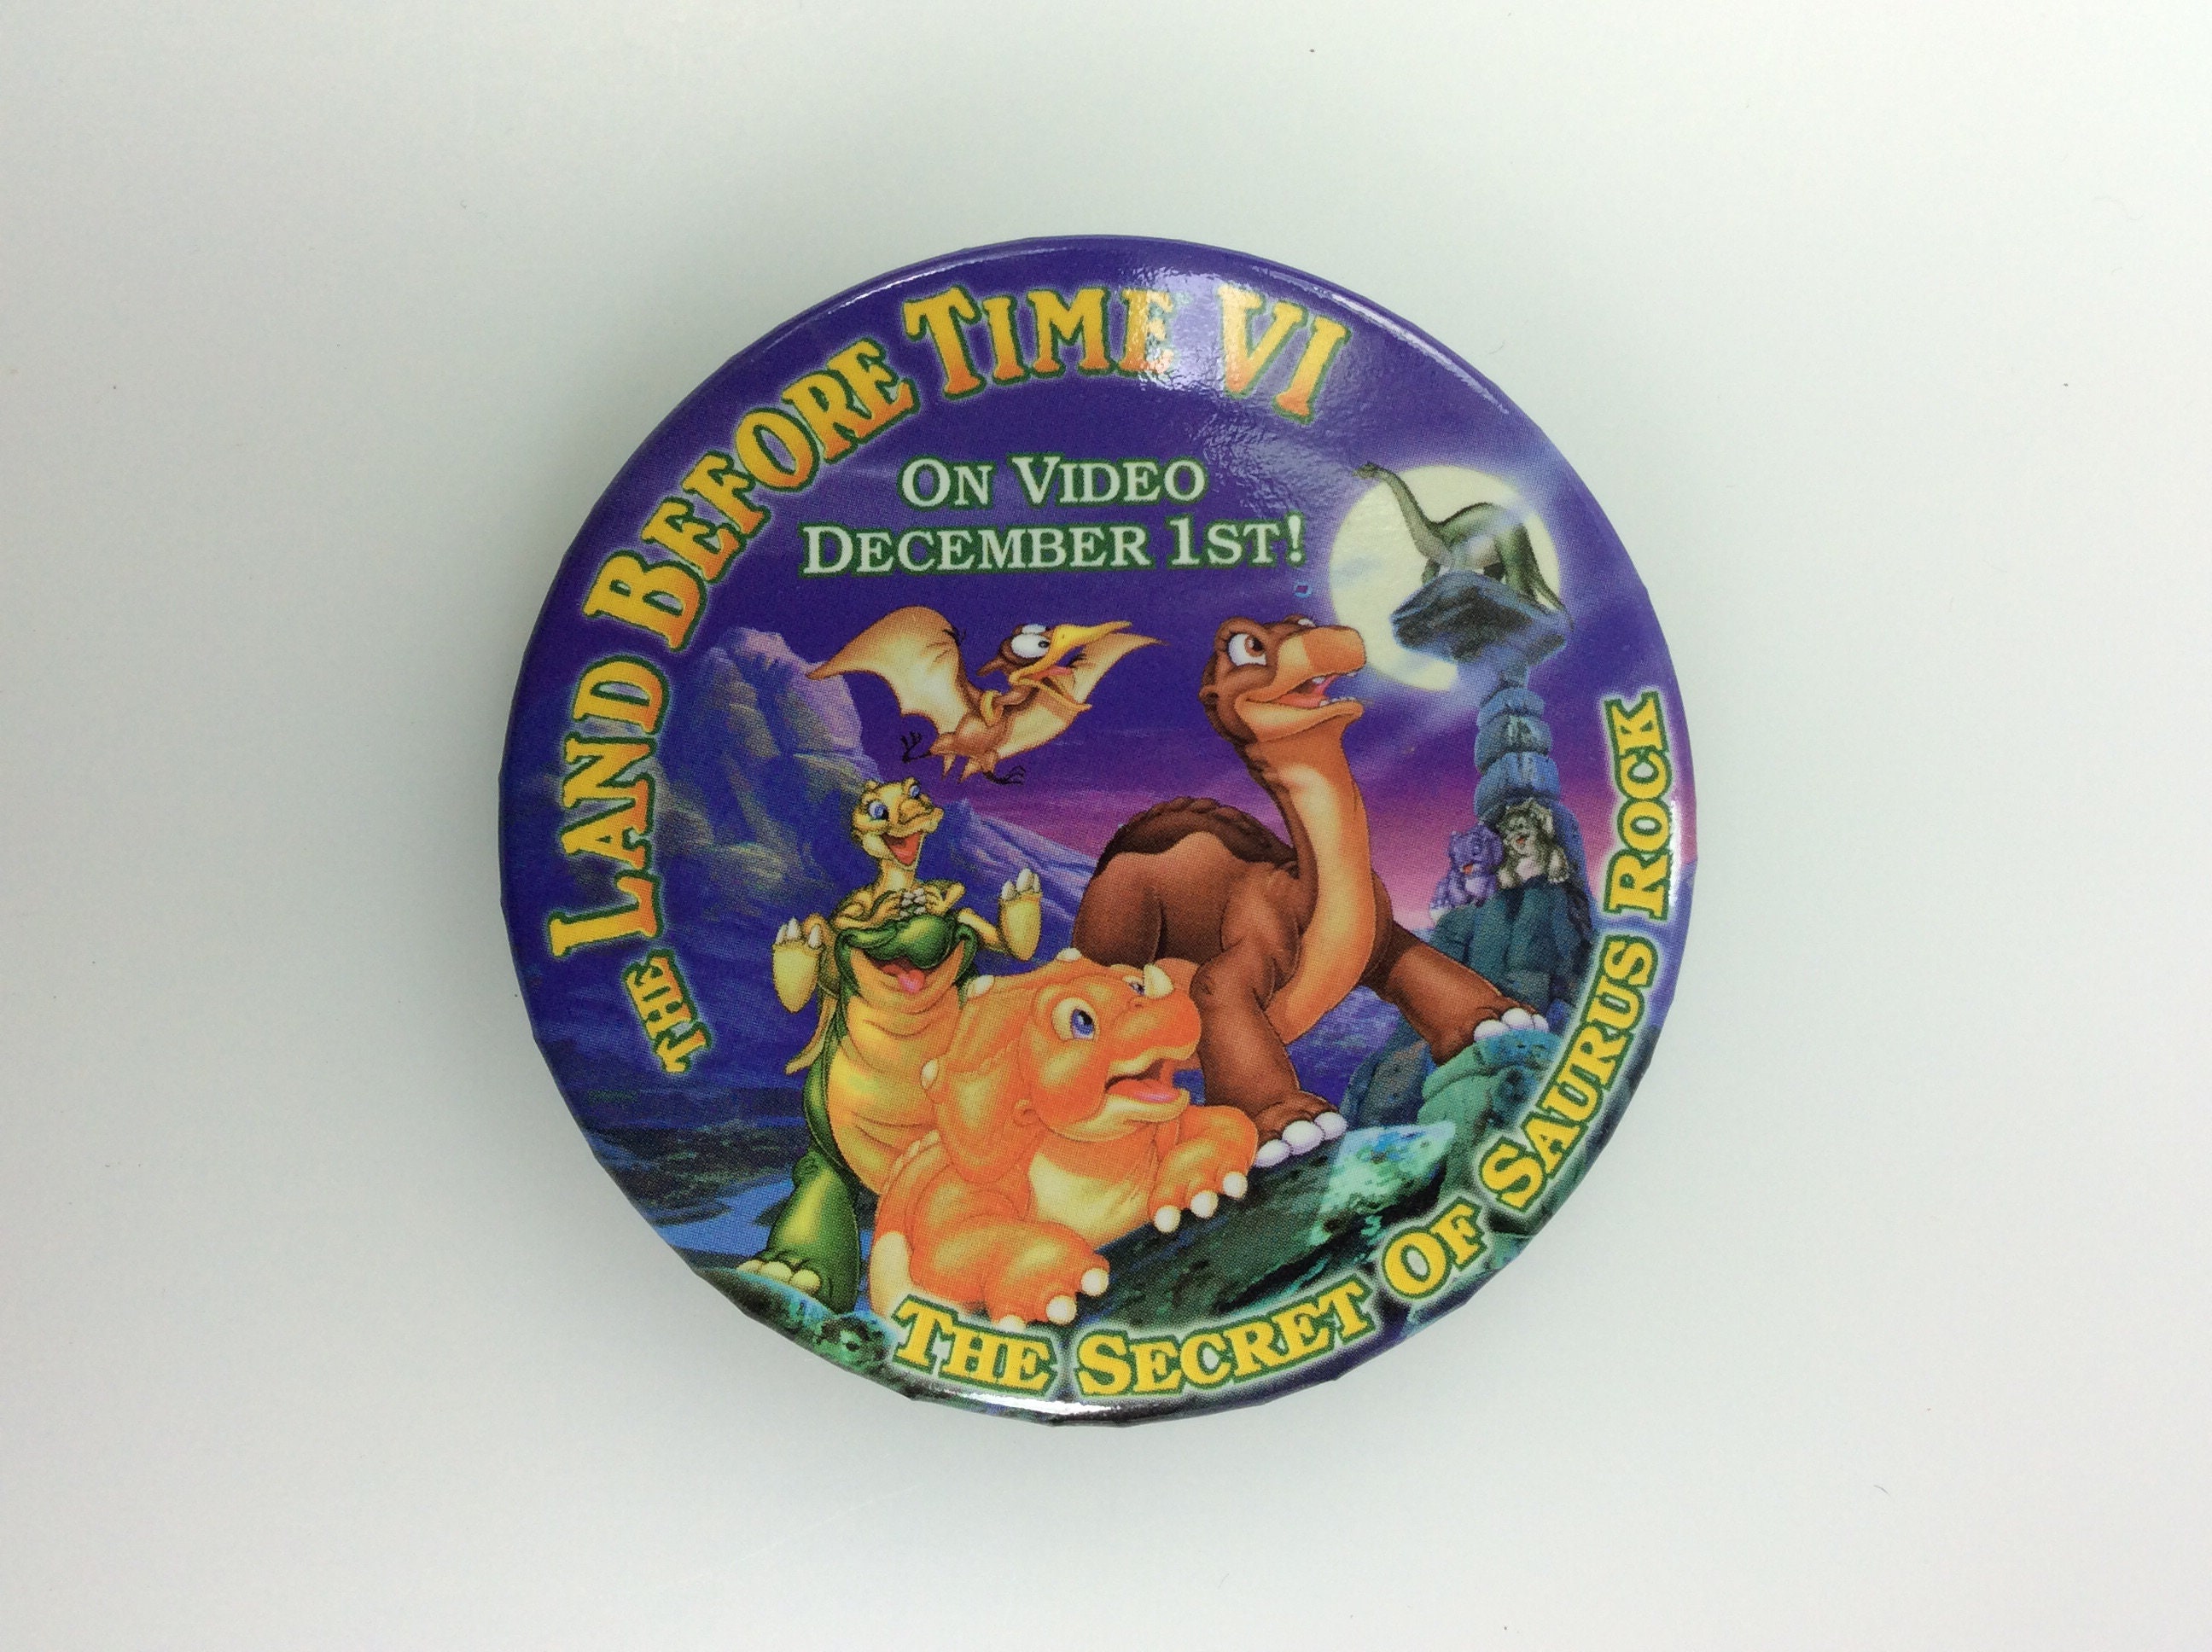 THE LAND BEFORE TIME VI
ON VIDEO
DECEMBER 1ST!
THE SECRET OF SAURUS ROCK